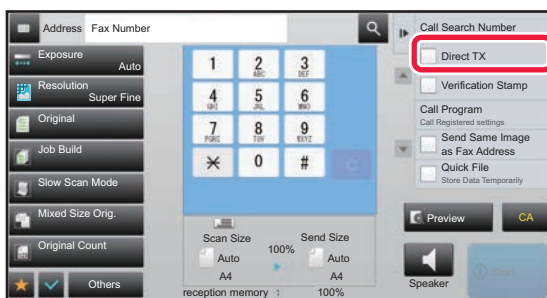 Address
Fax Number
Call Search Number
Exposure
Auto
Direct TX
Resolution
Super Fine
Verification Stamp
Original
Call Program
Call Registered settings
Job Build
Send Same Image
as Fax Address
Slow Scan Mode
Quick File
Store Data Temporarily
Mixed Size Orig.
Original Count
Others
1
2 ABC
3 DEF
4 GHI
5 JKL
6 MNO
7 PQRS
8 TUV
9 WXYZ
0
#
C
Scan Size
100%
Send Size
Auto
A4
Auto
A4
reception memory : 100%
Preview
CA
Speaker
Start